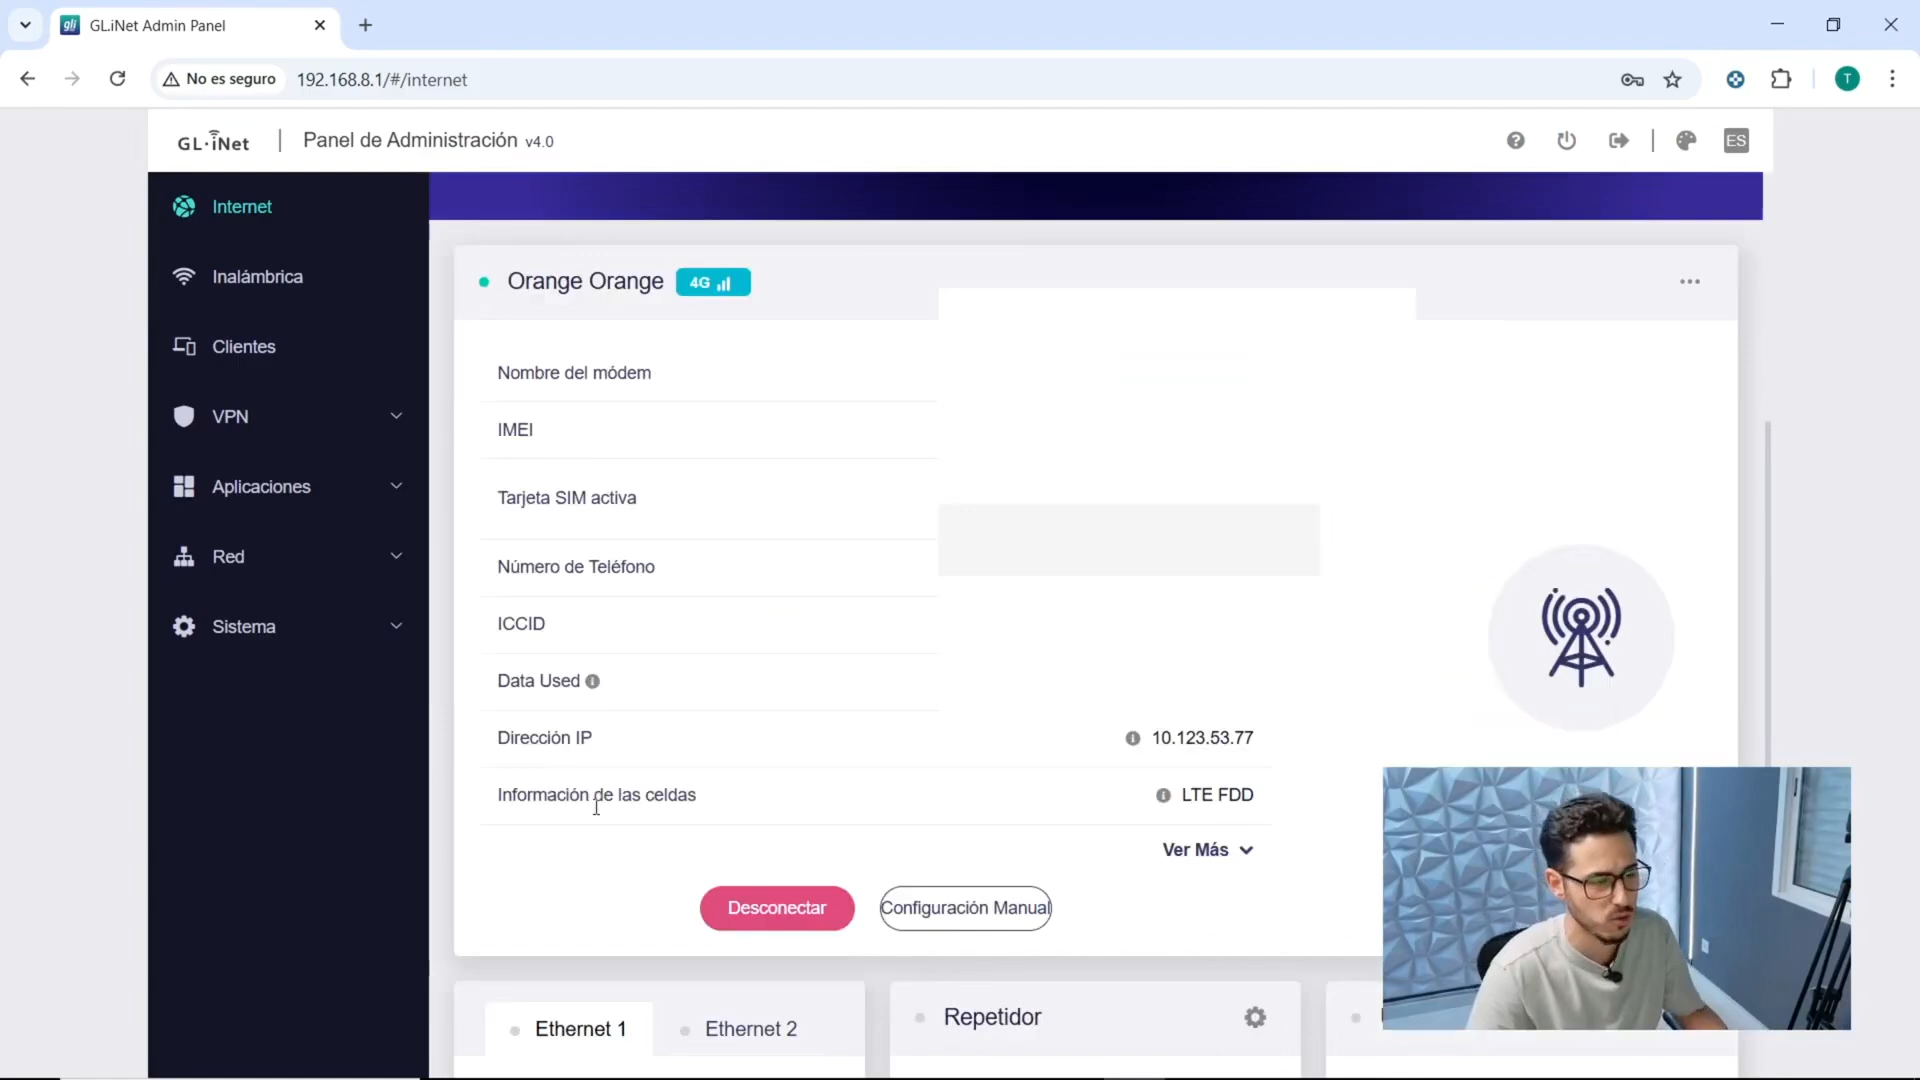 GL.iNet Admin Panel
No es seguro
192.168.8.1/#/internet
T
GL·iNet
Panel de Administración v4.0
ES
Internet
Inalámbrica
Clientes
VPN
Aplicaciones
Red
Sistema
Orange Orange
4G
Nombre del módem
IMEI
Tarjeta SIM activa
Número de Teléfono
ICCID
Data Used
Dirección IP
10.123.53.77
Información de las celdas
LTE FDD
Ver Más
Desconectar
Configuración Manual
Ethernet 1
Ethernet 2
Repetidor